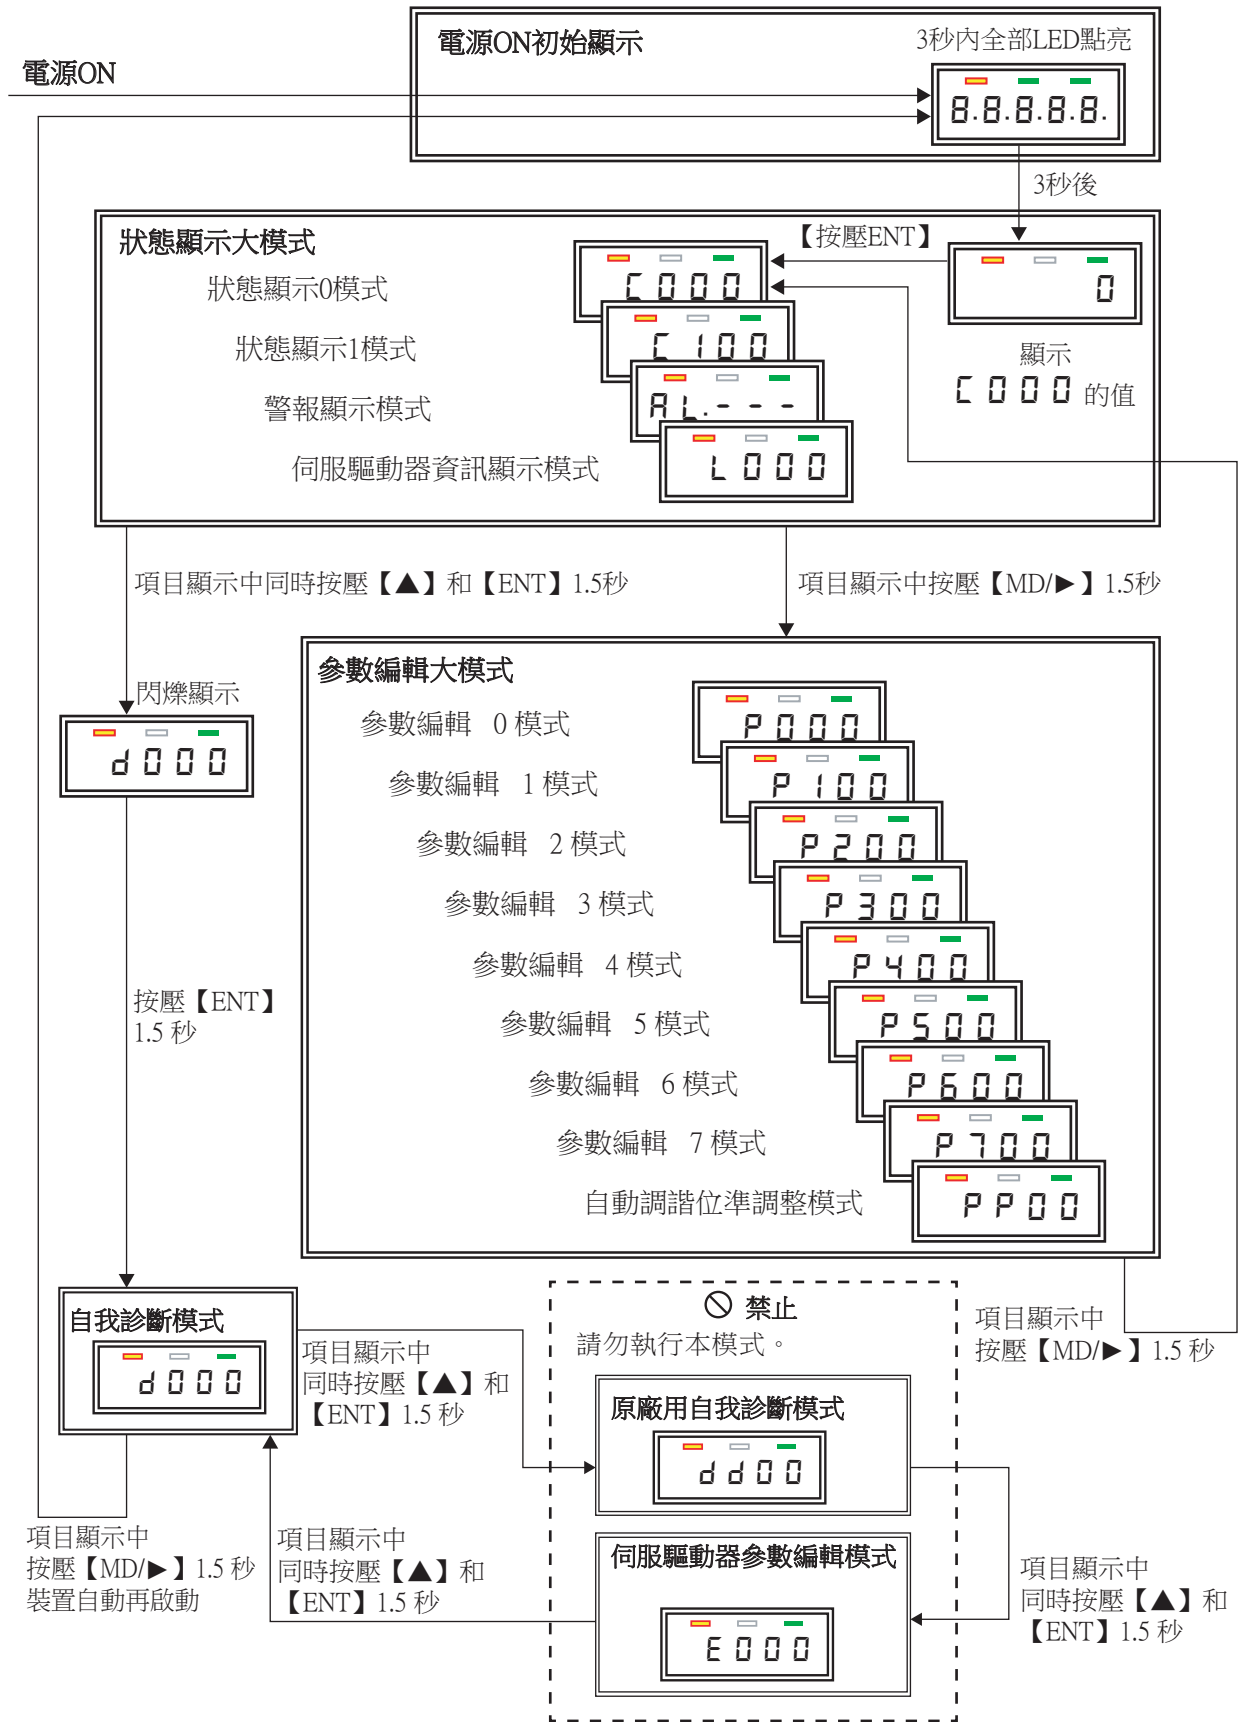 電源ON初始顯示
3秒內全部LED點亮
電源ON
8.8.8.8.8.
3秒後
狀態顯示大模式
【按壓ENT】
狀態顯示0模式
C000
0
狀態顯示1模式
C100
顯示
C000 的值
警報顯示模式
AL.---
伺服驅動器資訊顯示模式
L000
項目顯示中同時按壓【▲】和【ENT】1.5秒
項目顯示中按壓【MD/▶】1.5秒
閃爍顯示
d000
參數編輯大模式
參數編輯 0 模式
P000
參數編輯 1 模式
P100
參數編輯 2 模式
P200
參數編輯 3 模式
P300
參數編輯 4 模式
P400
參數編輯 5 模式
P500
參數編輯 6 模式
P600
參數編輯 7 模式
P700
自動調諧位準調整模式
PP00
按壓【ENT】
1.5 秒
自我診斷模式
d000
項目顯示中
同時按壓【▲】和
【ENT】1.5 秒
禁止
請勿執行本模式。
項目顯示中
按壓【MD/▶】1.5 秒
原廠用自我診斷模式
dd00
項目顯示中
按壓【MD/▶】1.5 秒
裝置自動再啟動
項目顯示中
同時按壓【▲】和
【ENT】1.5 秒
伺服驅動器參數編輯模式
E000
項目顯示中
同時按壓【▲】和
【ENT】1.5 秒